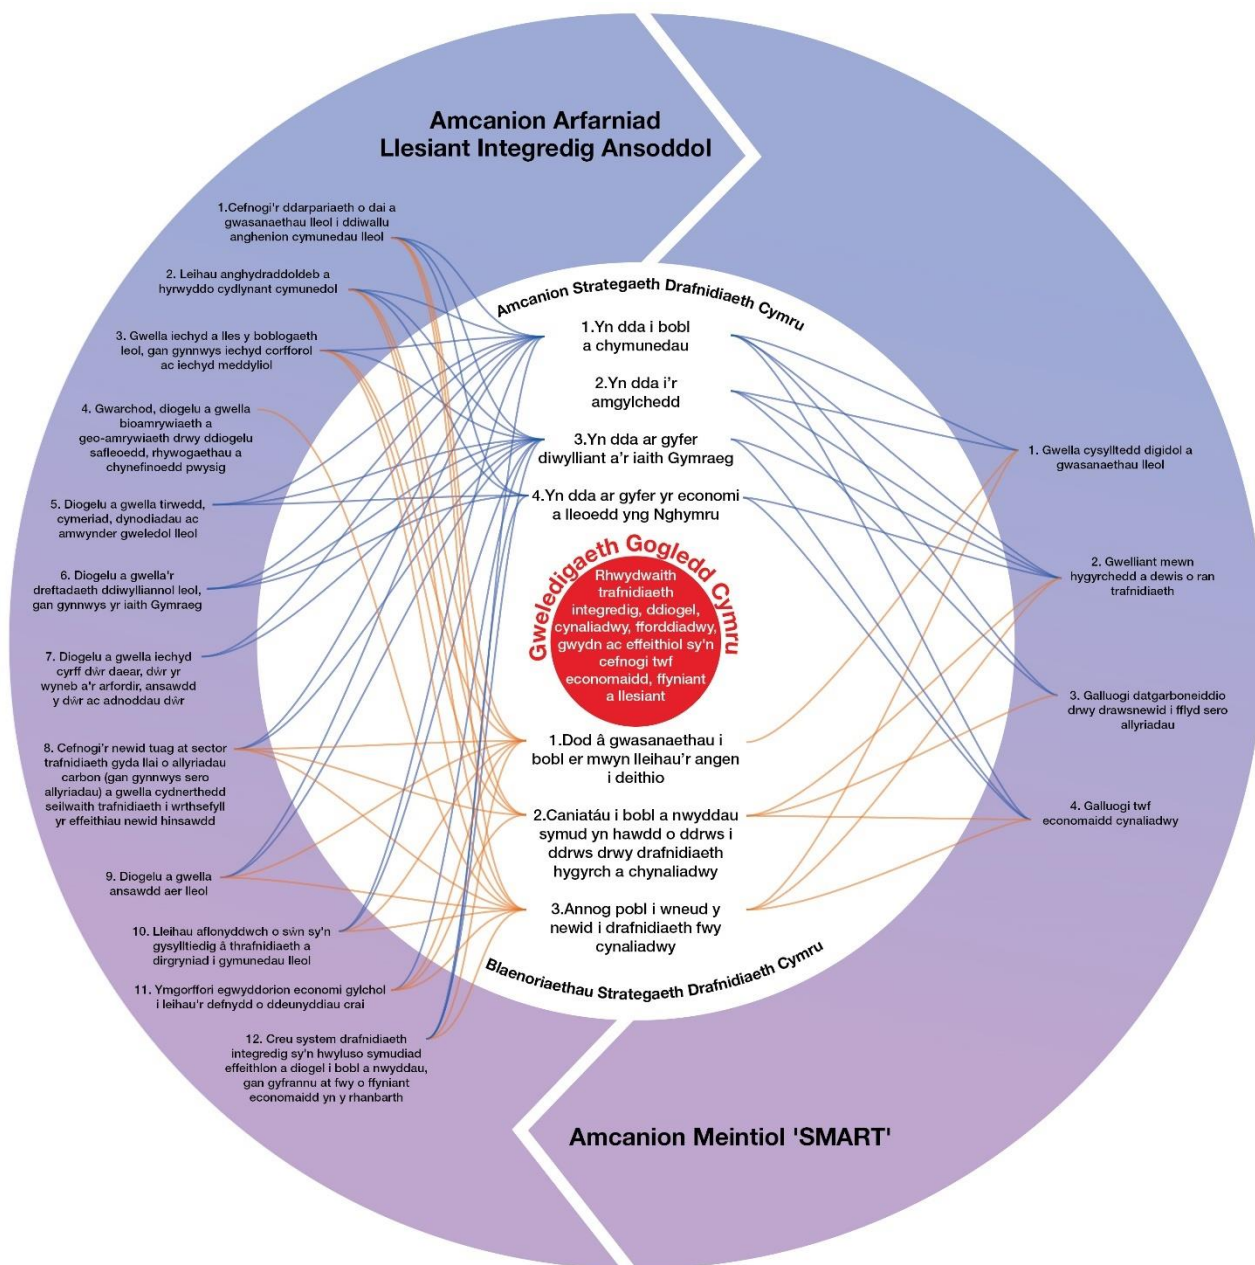 Amcanion Arfarniad
Llesiant Integredig Ansoddol
1.Cefnogi'r ddarpariaeth o dai a
gwasanaethau lleol i ddiwallu
anghenion cymunedau lleol
2. Leihau anghydraddoldeb a
hyrwyddo cydlynant cymunedol
3. Gwella iechyd a lles y boblogaeth
leol, gan gynnwys iechyd corfforol
ac iechyd meddyliol
4. Gwarchod, diogelu a gwella
bioamrywiaeth a
geo-amrywiaeth drwy ddiogelu
safleoedd, rhywogaethau a
chynefinoedd pwysig
5. Diogelu a gwella tirwedd,
cymeriad, dynodiadau ac
amwynder gweledol lleol
6. Diogelu a gwella'r
dreftadaeth ddiwylliannol leol,
gan gynnwys yr iaith Gymraeg
7. Diogelu a gwella iechyd
cyrff dŵr daear, dŵr yr
wyneb a'r arfordir, ansawdd
y dŵr ac adnoddau dŵr
8. Cefnogi'r newid tuag at sector
trafnidiaeth gyda llai o allyriadau
carbon (gan gynnwys sero
allyriadau) a gwella cydnerthedd
seilwaith trafnidiaeth i wrthsefyll
yr effeithiau newid hinsawdd
9. Diogelu a gwella
ansawdd aer lleol
10. Lleihau aflonyddwch o sŵn sy'n
gysylltiedig â thrafnidiaeth a
dirgryniad i gymunedau lleol
11. Ymgorffori egwyddorion economi gylchol
i leihau'r defnydd o ddeunyddiau crai
12. Creu system drafnidiaeth
integredig sy'n hwyluso symudiad
effeithlon a diogel i bobl a nwyddau,
gan gyfrannu at fwy o ffyniant
economaidd yn y rhanbarth
Amcanion Strategaeth Drafnidiaeth Cymru
1.Yn dda i bobl
a chymunedau
2.Yn dda i'r
amgylchedd
3.Yn dda ar gyfer
diwylliant a'r iaith Gymraeg
4.Yn dda ar gyfer yr economi
a lleoedd yng Nghymru
Gweledigaeth Gogledd Cymru
Rhwydwaith
trafnidiaeth
integredig, ddiogel,
cynaliadwy, fforddiadwy,
gwydn ac effeithiol sy'n
cefnogi twf
economaidd, ffyniant
a llesiant
1.Dod â gwasanaethau i
bobl er mwyn lleihau'r angen
i deithio
2.Caniatáu i bobl a nwyddau
symud yn hawdd o ddrws i
ddrws drwy drafnidiaeth
hygyrch a chynaliadwy
3.Annog pobl i wneud y
newid i drafnidiaeth fwy
cynaliadwy
Blaenoriaethau Strategaeth Drafnidiaeth Cymru
1. Gwella cysylltedd digidol a
gwasanaethau lleol
2. Gwelliant mewn
hygyrchedd a dewis o ran
trafnidiaeth
3. Galluogi datgarboneiddio
drwy drawsnewid i fflyd sero
allyriadau
4. Galluogi twf
economaidd cynaliadwy
Amcanion Meintiol 'SMART'